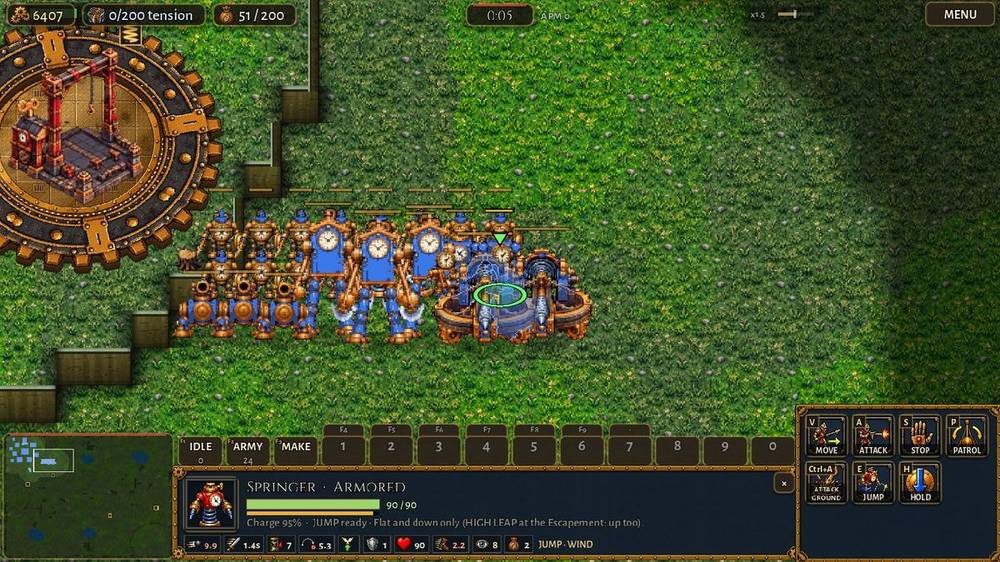 6407
0/200 tension
51 / 200
0:05
APM 0
x1.5
MENU
F4 F5 F6 F7 F8 F9
F1 IDLE 0
F2 ARMY 24
MAKE
1 2 3 4 5 6 7 8 9 0
SPRINGER · ARMORED
90 / 90
Charge 95% · JUMP ready · Flat and down only (HIGH LEAP at the Escapement: up too).
9.9 1.4s 7 5.3 1 90 2.2 8 2 JUMP·WIND
×
V MOVE
A ATTACK
S STOP
P PATROL
Ctrl+A ATTACK GROUND
E JUMP
H HOLD